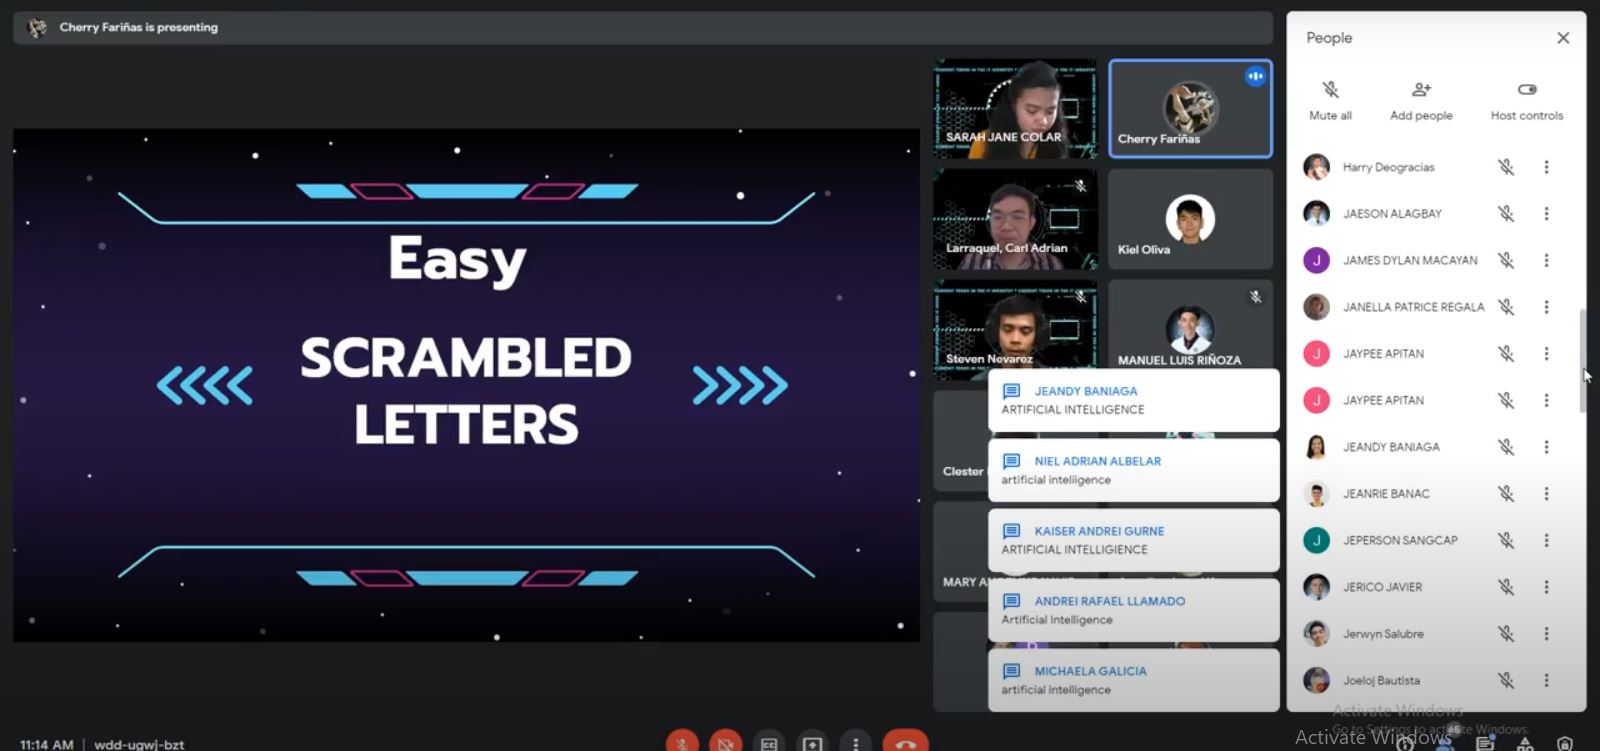 Cherry Fariñas is presenting
Easy
SCRAMBLED
LETTERS
SARAH JANE COLAR
Cherry Fariñas
Larraquel, Carl Adrian
Kiel Oliva
Steven Nevarez
MANUEL LUIS RIÑOZA
JEANDY BANIAGA
ARTIFICIAL INTELLIGENCE
Clester
NIEL ADRIAN ALBELAR
artificial inteliigence
KAISER ANDREI GURNE
ARTIFICIAL INTELLIGIENCE
MARY
ANDREI RAFAEL LLAMADO
Artificial Intelligence
MICHAELA GALICIA
artificial intelligence
People
Mute all
Add people
Host controls
Harry Deogracias
JAESON ALAGBAY
J
JAMES DYLAN MACAYAN
JANELLA PATRICE REGALA
J
JAYPEE APITAN
J
JAYPEE APITAN
JEANDY BANIAGA
JEANRIE BANAC
J
JEPERSON SANGCAP
JERICO JAVIER
Jerwyn Salubre
Joeloj Bautista
Activate Windows
Go to Settings to activate Windows.
Activate Windows
11:14 AM | wdd-ugwj-bzt